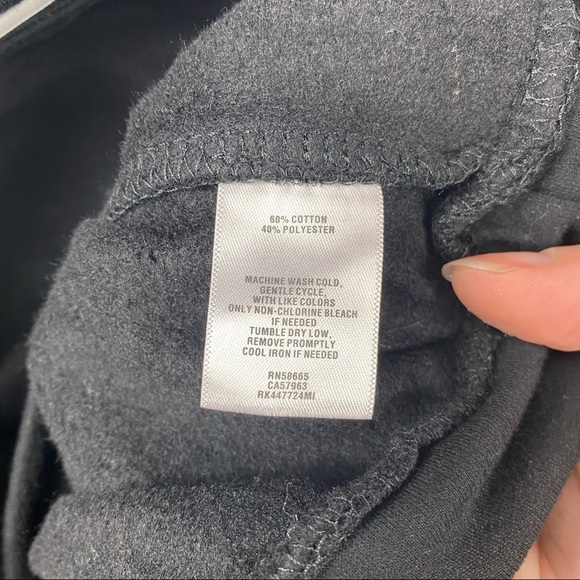 60% COTTON
40% POLYESTER
MACHINE WASH COLD,
GENTLE CYCLE,
WITH LIKE COLORS
ONLY NON-CHLORINE BLEACH
IF NEEDED
TUMBLE DRY LOW,
REMOVE PROMPTLY
COOL IRON IF NEEDED
RN58665
CA57963
RK447724MI